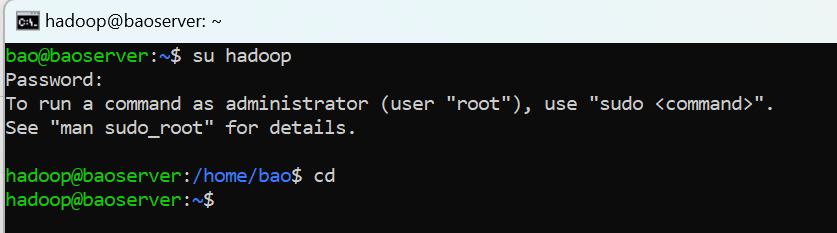 hadoop@baoserver: ~
bao@baoserver:~$ su hadoop
Password:
To run a command as administrator (user "root"), use "sudo <command>".
See "man sudo_root" for details.
hadoop@baoserver:/home/bao$ cd
hadoop@baoserver:~$